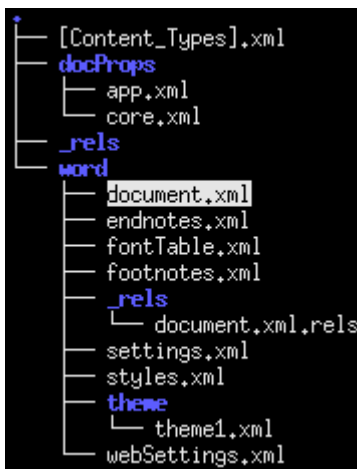 .
├── [Content_Types].xml
├── docProps
│   ├── app.xml
│   └── core.xml
├── _rels
└── word
    ├── document.xml
    ├── endnotes.xml
    ├── fontTable.xml
    ├── footnotes.xml
    ├── _rels
    │   └── document.xml.rels
    ├── settings.xml
    ├── styles.xml
    ├── theme
    │   └── theme1.xml
    └── webSettings.xml